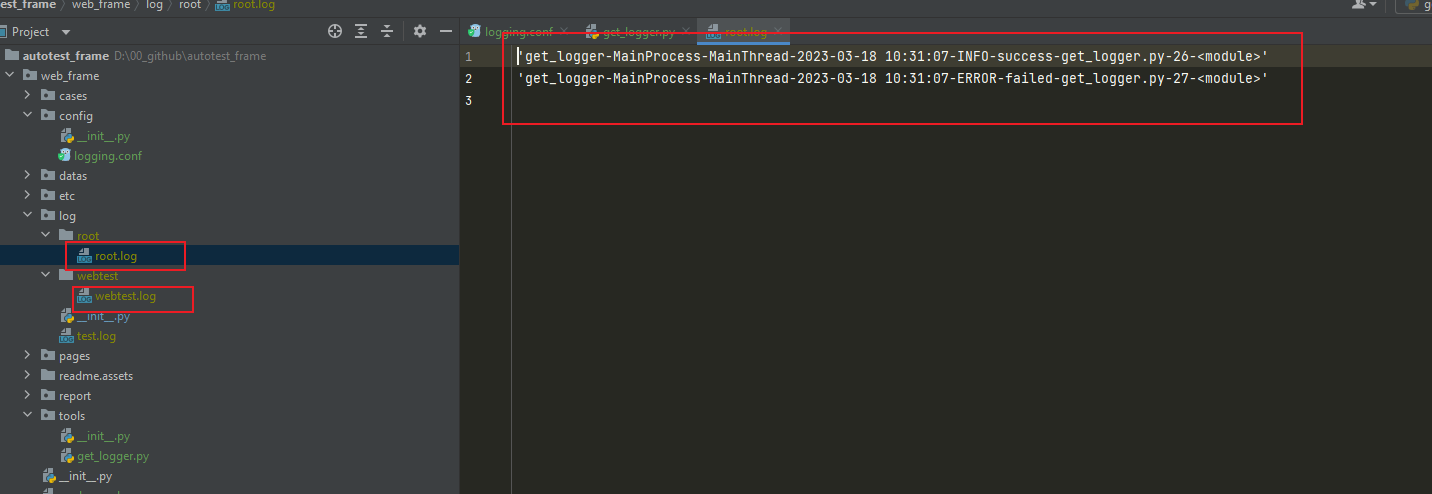 test_frame › web_frame › log › root › root.log
Project
logging.conf
get_logger.py
root.log
autotest_frame D:\00_github\autotest_frame
web_frame
cases
config
__init__.py
logging.conf
datas
etc
log
root
root.log
webtest
webtest.log
__init__.py
test.log
pages
readme.assets
report
tools
__init__.py
get_logger.py
__init__.py
1 'get_logger-MainProcess-MainThread-2023-03-18 10:31:07-INFO-success-get_logger.py-26-<module>'
2 'get_logger-MainProcess-MainThread-2023-03-18 10:31:07-ERROR-failed-get_logger.py-27-<module>'
3